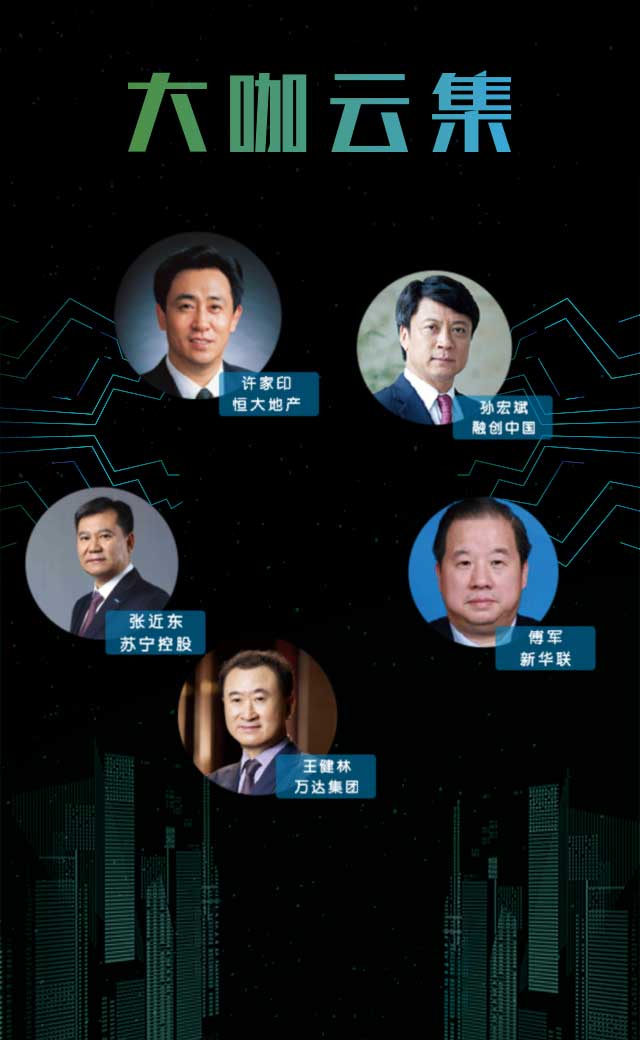 大咖云集
许家印
恒大地产
孙宏斌
融创中国
张近东
苏宁控股
傅军
新华联
王健林
万达集团